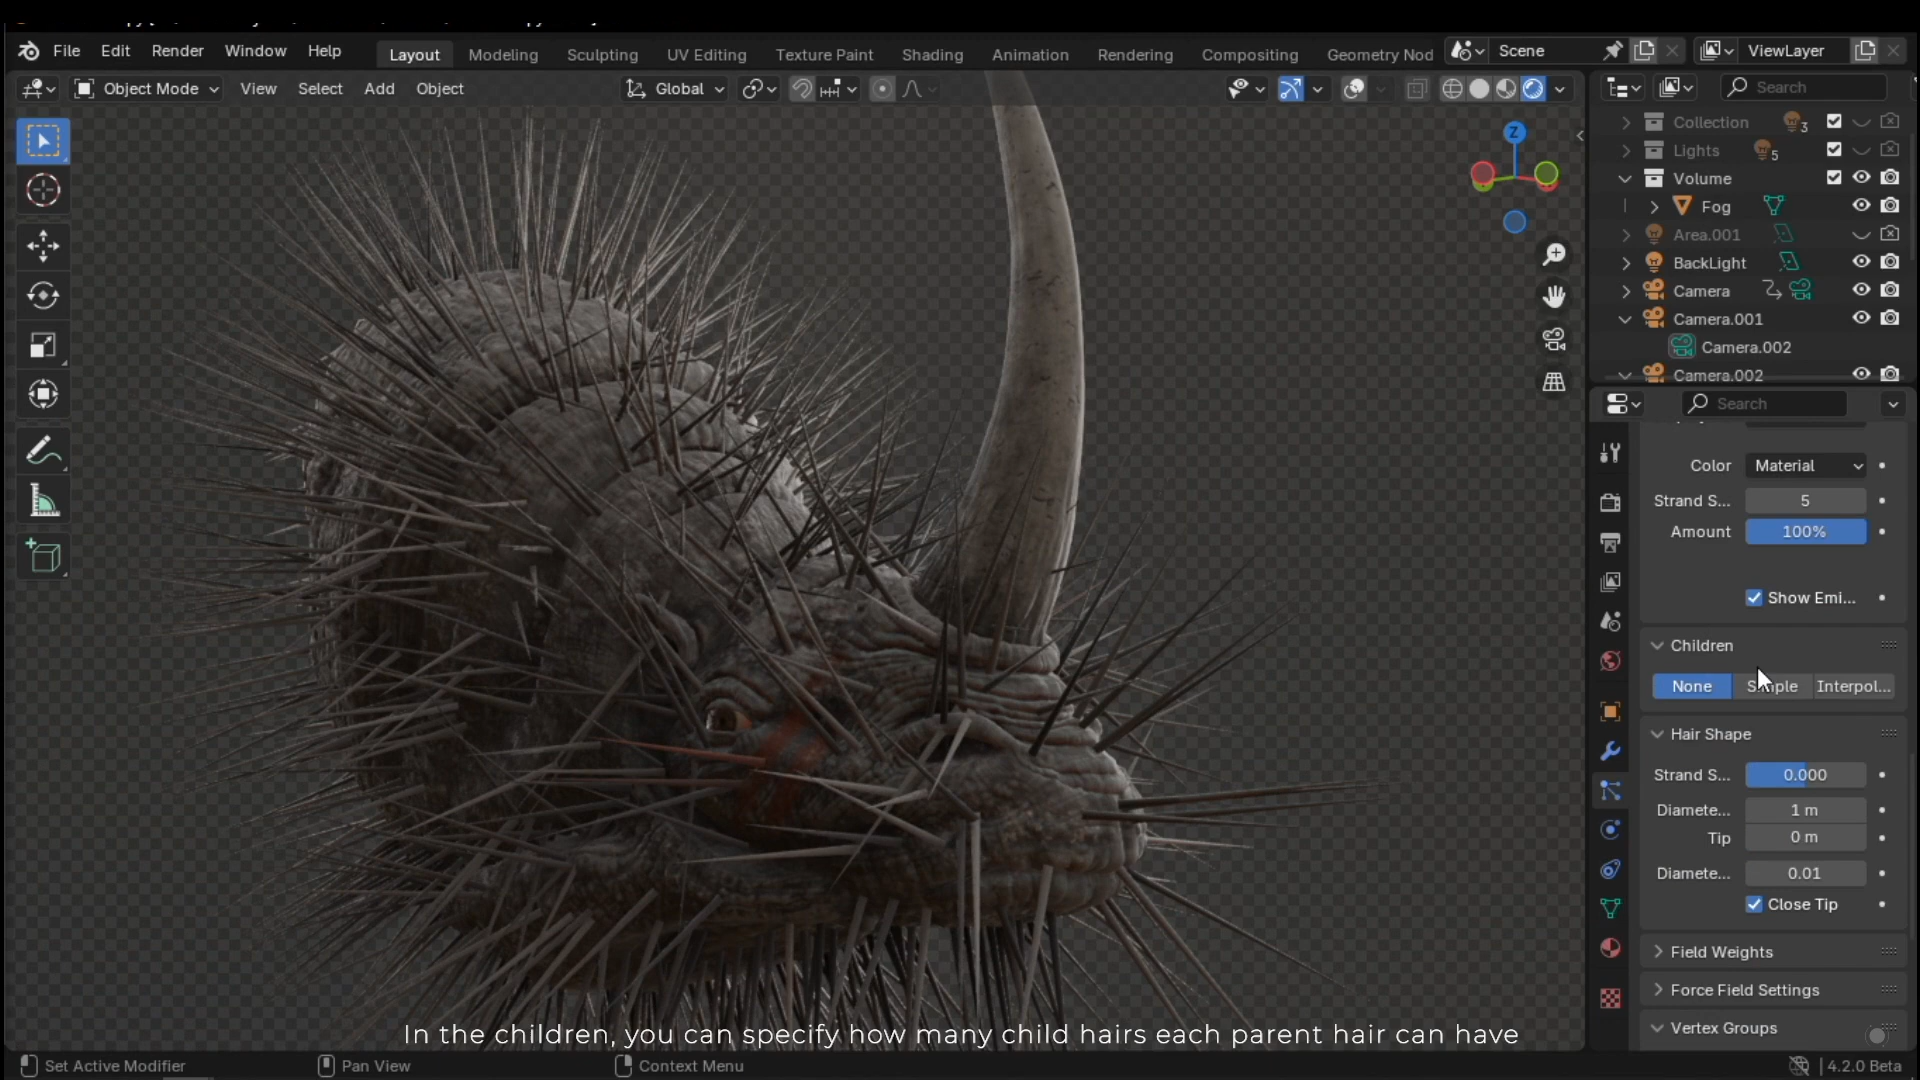 File Edit Render Window Help Layout Modeling Sculpting UV Editing Texture Paint Shading Animation Rendering Compositing Geometry Nod Scene ViewLayer
Object Mode View Select Add Object Global Search
Z
Collection 3
Lights 5
Volume
Fog
Area.001
BackLight
Camera
Camera.001
Camera.002
Camera.002
Search
Color Material
Strand S... 5
Amount 100%
Show Emi...
Children
None Simple Interpol...
Hair Shape
Strand S... 0.000
Diamete... 1 m
Tip 0 m
Diamete... 0.01
Close Tip
Field Weights
Force Field Settings
Vertex Groups
In the children, you can specify how many child hairs each parent hair can have
Set Active Modifier Pan View Context Menu 4.2.0 Beta